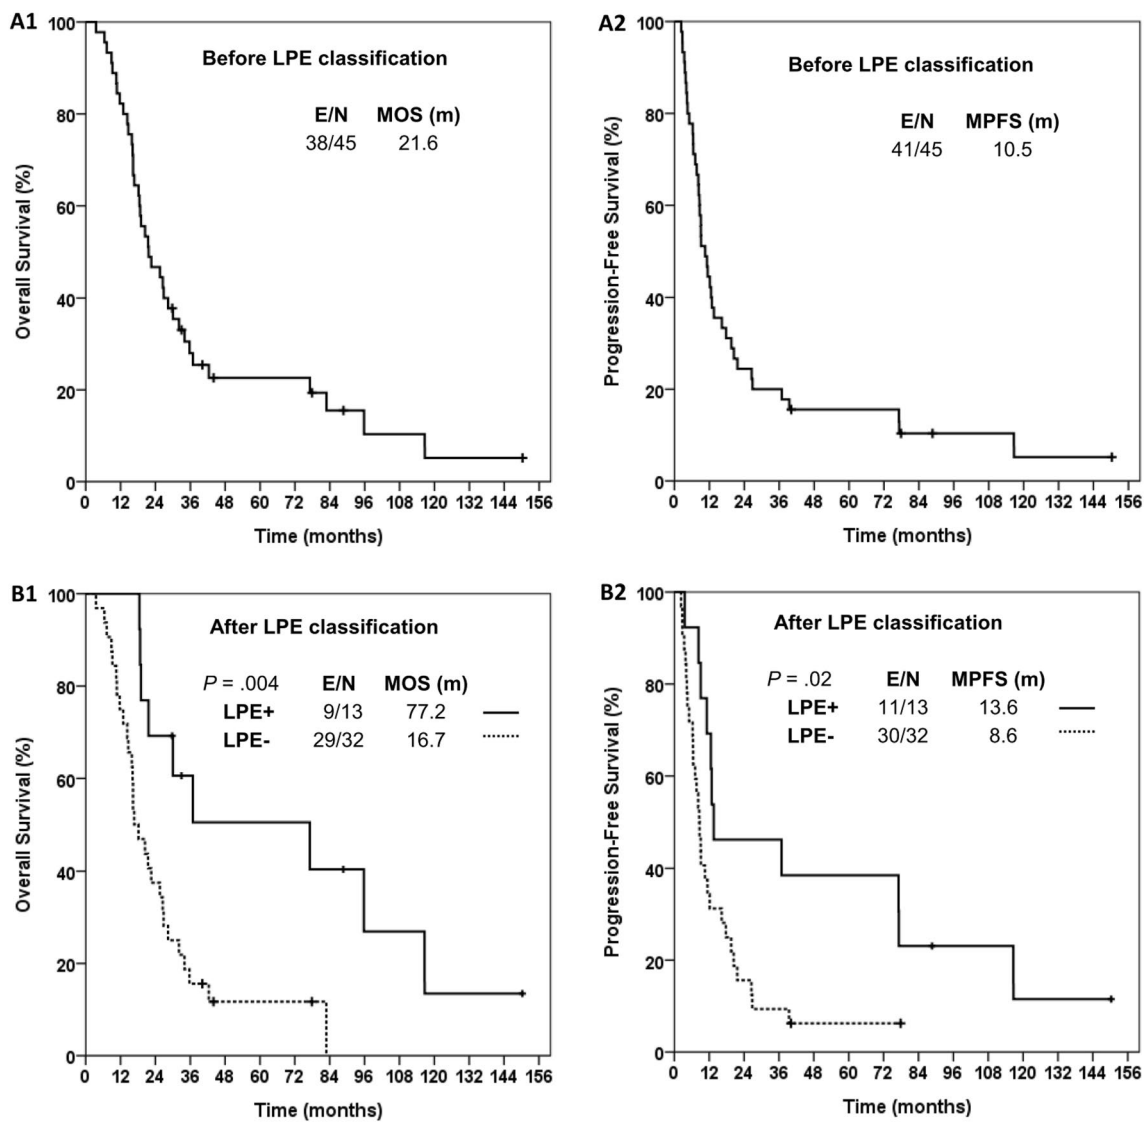 A1
Before LPE classification
E/N MOS (m)
38/45 21.6
Overall Survival (%)
100
80
60
40
20
0
0 12 24 36 48 60 72 84 96 108 120 132 144 156
Time (months)
A2
Before LPE classification
E/N MPFS (m)
41/45 10.5
Progression-Free Survival (%)
100
80
60
40
20
0
0 12 24 36 48 60 72 84 96 108 120 132 144 156
Time (months)
B1
After LPE classification
P = .004 E/N MOS (m)
LPE+ 9/13 77.2
LPE- 29/32 16.7
Overall Survival (%)
100
80
60
40
20
0
0 12 24 36 48 60 72 84 96 108 120 132 144 156
Time (months)
B2
After LPE classification
P = .02 E/N MPFS (m)
LPE+ 11/13 13.6
LPE- 30/32 8.6
Progression-Free Survival (%)
100
80
60
40
20
0
0 12 24 36 48 60 72 84 96 108 120 132 144 156
Time (months)